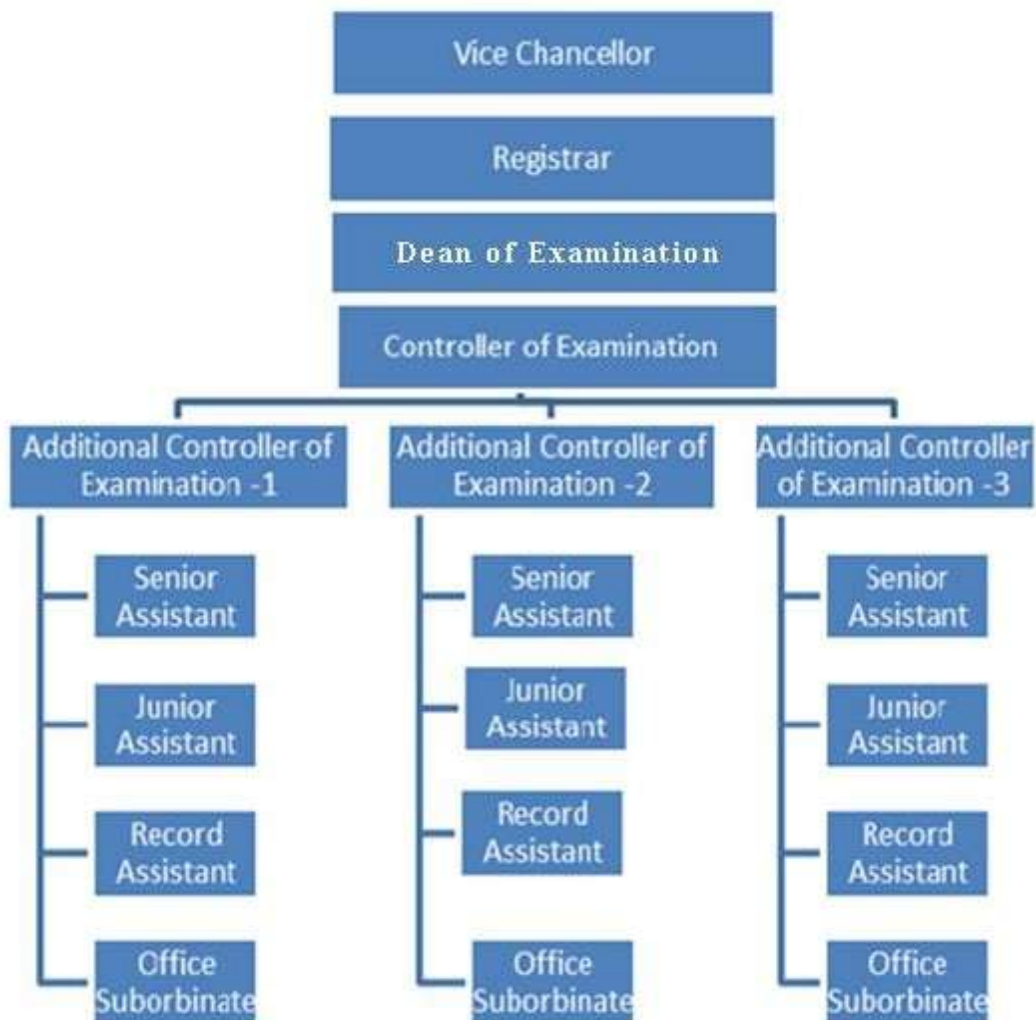 Vice Chancellor
Registrar
Dean of Examination
Controller of Examination
Additional Controller of
Examination -1
Senior
Assistant
Junior
Assistant
Record
Assistant
Office
Suborbinate
Additional Controller of
Examination -2
Senior
Assistant
Junior
Assistant
Record
Assistant
Office
Suborbinate
Additional Controller
of Examination -3
Senior
Assistant
Junior
Assistant
Record
Assistant
Office
Suborbinate